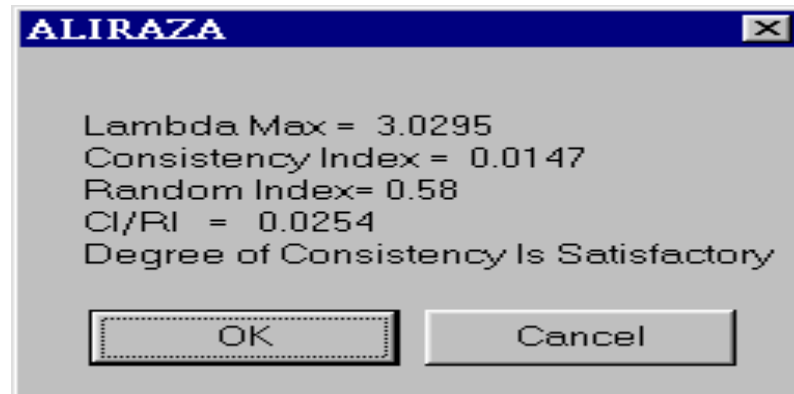 ALIRAZA
Lambda Max = 3.0295
Consistency Index = 0.0147
Random Index= 0.58
CI/RI = 0.0254
Degree of Consistency Is Satisfactory
OK
Cancel